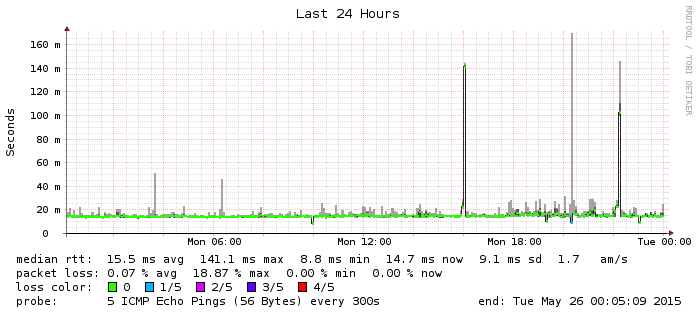 Last 24 Hours
RRDTOOL / TOBI OETIKER
Seconds
160 m
140 m
120 m
100 m
80 m
60 m
40 m
20 m
0
Mon 06:00 Mon 12:00 Mon 18:00 Tue 00:00
median rtt: 15.5 ms avg 141.1 ms max 8.8 ms min 14.7 ms now 9.1 ms sd 1.7 am/s
packet loss: 0.07 % avg 18.87 % max 0.00 % min 0.00 % now
loss color: 0 1/5 2/5 3/5 4/5
probe: 5 ICMP Echo Pings (56 Bytes) every 300s end: Tue May 26 00:05:09 2015